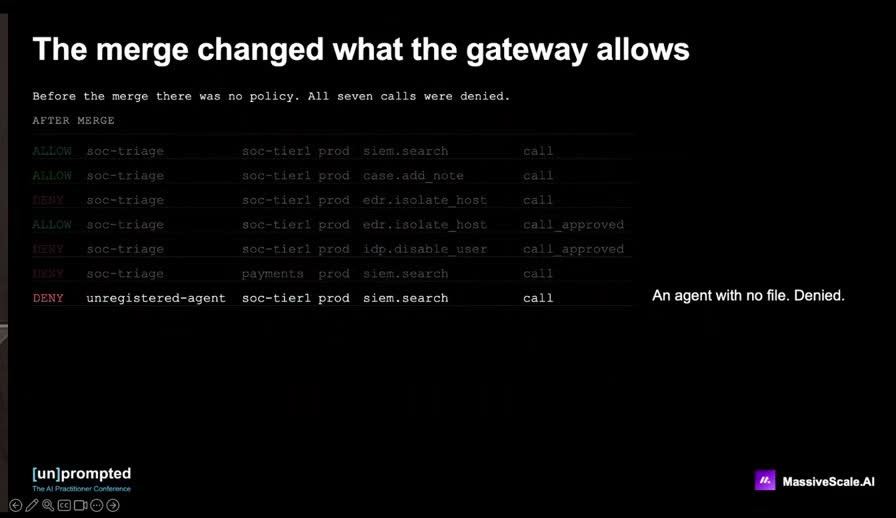 The merge changed what the gateway allows
Before the merge there was no policy. All seven calls were denied.
AFTER MERGE
ALLOW soc-triage soc-tier1 prod siem.search call
ALLOW soc-triage soc-tier1 prod case.add_note call
DENY soc-triage soc-tier1 prod edr.isolate_host call
ALLOW soc-triage soc-tier1 prod edr.isolate_host call_approved
DENY soc-triage soc-tier1 prod idp.disable_user call_approved
DENY soc-triage payments prod siem.search call
DENY unregistered-agent soc-tier1 prod siem.search call
An agent with no file. Denied.
[un]prompted
The AI Practitioner Conference
MassiveScale.AI
CC